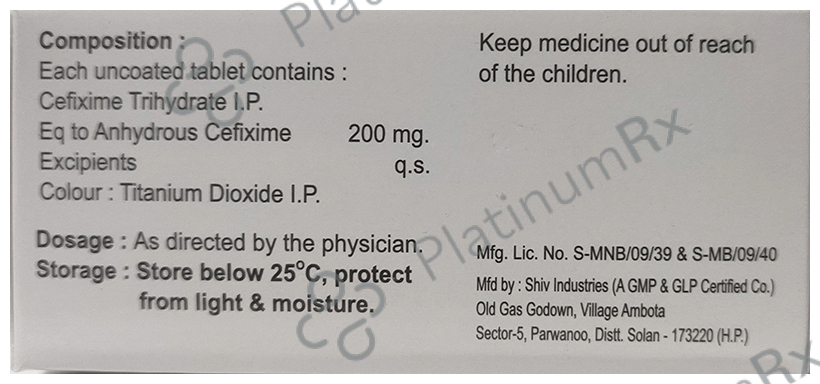 Composition :
Each uncoated tablet contains :
Cefixime Trihydrate I.P.
Eq to Anhydrous Cefixime 200 mg.
Excipients q.s.
Colour : Titanium Dioxide I.P.
Dosage : As directed by the physician.
Storage : Store below 25°C, protect
from light & moisture.
Keep medicine out of reach
of the children.
Mfg. Lic. No. S-MNB/09/39 & S-MB/09/40
Mfd by : Shiv Industries (A GMP & GLP Certified Co.)
Old Gas Godown, Village Ambota
Sector-5, Parwanoo, Distt. Solan - 173220 (H.P.)
PlatinumRx